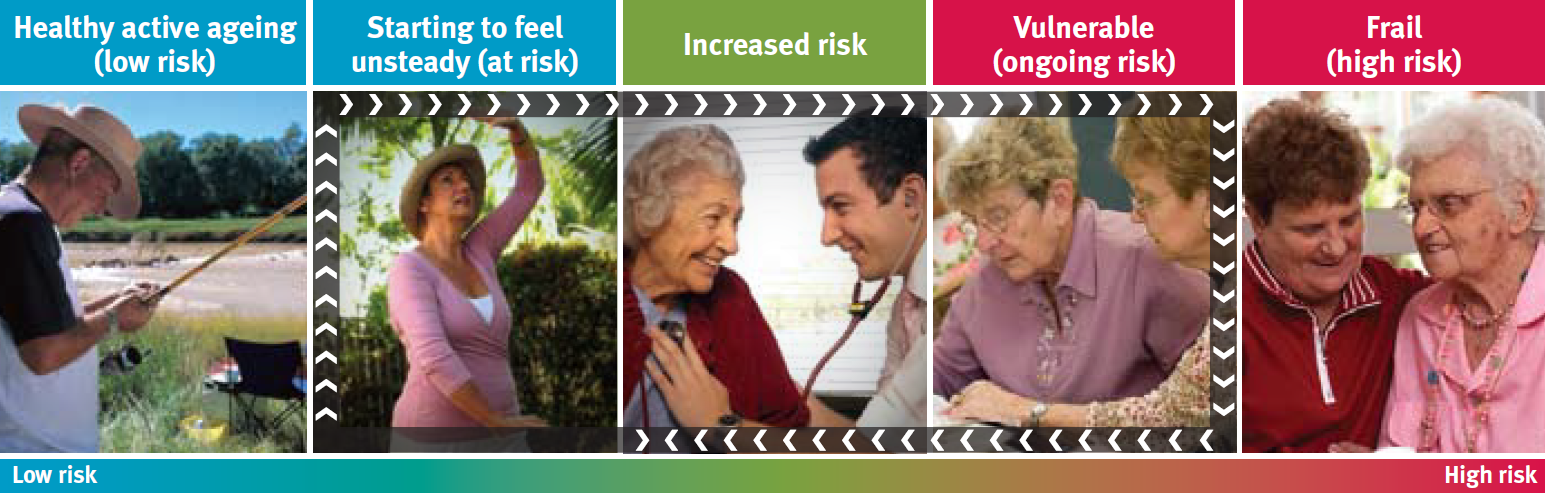 Healthy active ageing
(low risk)
Starting to feel
unsteady (at risk)
Increased risk
Vulnerable
(ongoing risk)
Frail
(high risk)
Low risk
High risk